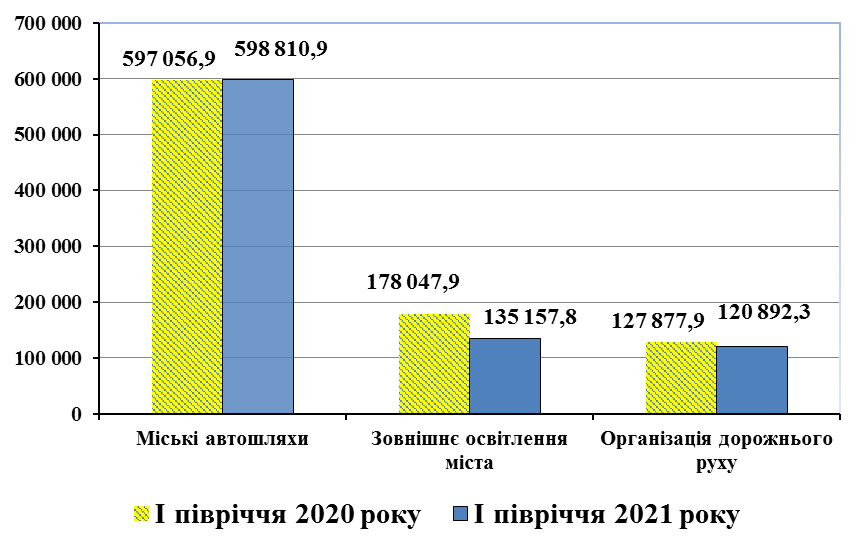 700 000
600 000
500 000
400 000
300 000
200 000
100 000
0
597 056,9
598 810,9
178 047,9
135 157,8
127 877,9
120 892,3
Міські автошляхи
Зовнішнє освітлення
міста
Організація дорожнього
руху
І півріччя 2020 року
І півріччя 2021 року